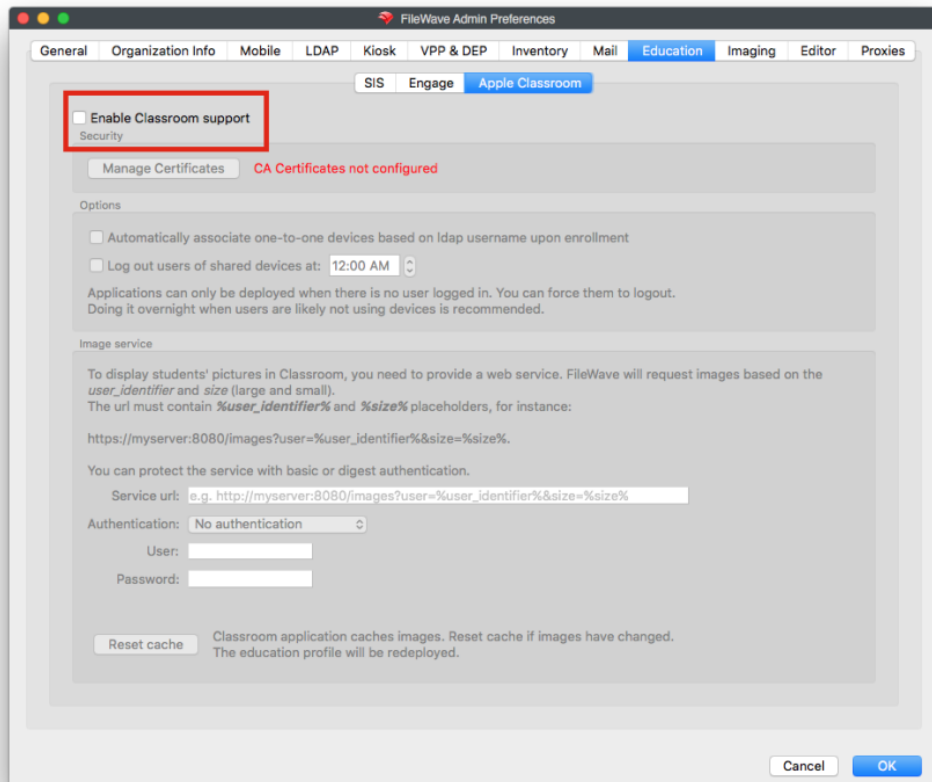 FileWave Admin Preferences
General Organization Info Mobile LDAP Kiosk VPP & DEP Inventory Mail Education Imaging Editor Proxies
SIS Engage Apple Classroom
Enable Classroom support
Security
Manage Certificates CA Certificates not configured
Options
Automatically associate one-to-one devices based on ldap username upon enrollment
Log out users of shared devices at: 12:00 AM
Applications can only be deployed when there is no user logged in. You can force them to logout.
Doing it overnight when users are likely not using devices is recommended.
Image service
To display students' pictures in Classroom, you need to provide a web service. FileWave will request images based on the
user_identifier and size (large and small).
The url must contain %user_identifier% and %size% placeholders, for instance:
https://myserver:8080/images?user=%user_identifier%&size=%size%.
You can protect the service with basic or digest authentication.
Service url: e.g. http://myserver:8080/images?user=%user_identifier%&size=%size%
Authentication: No authentication
User:
Password:
Reset cache Classroom application caches images. Reset cache if images have changed.
The education profile will be redeployed.
Cancel OK